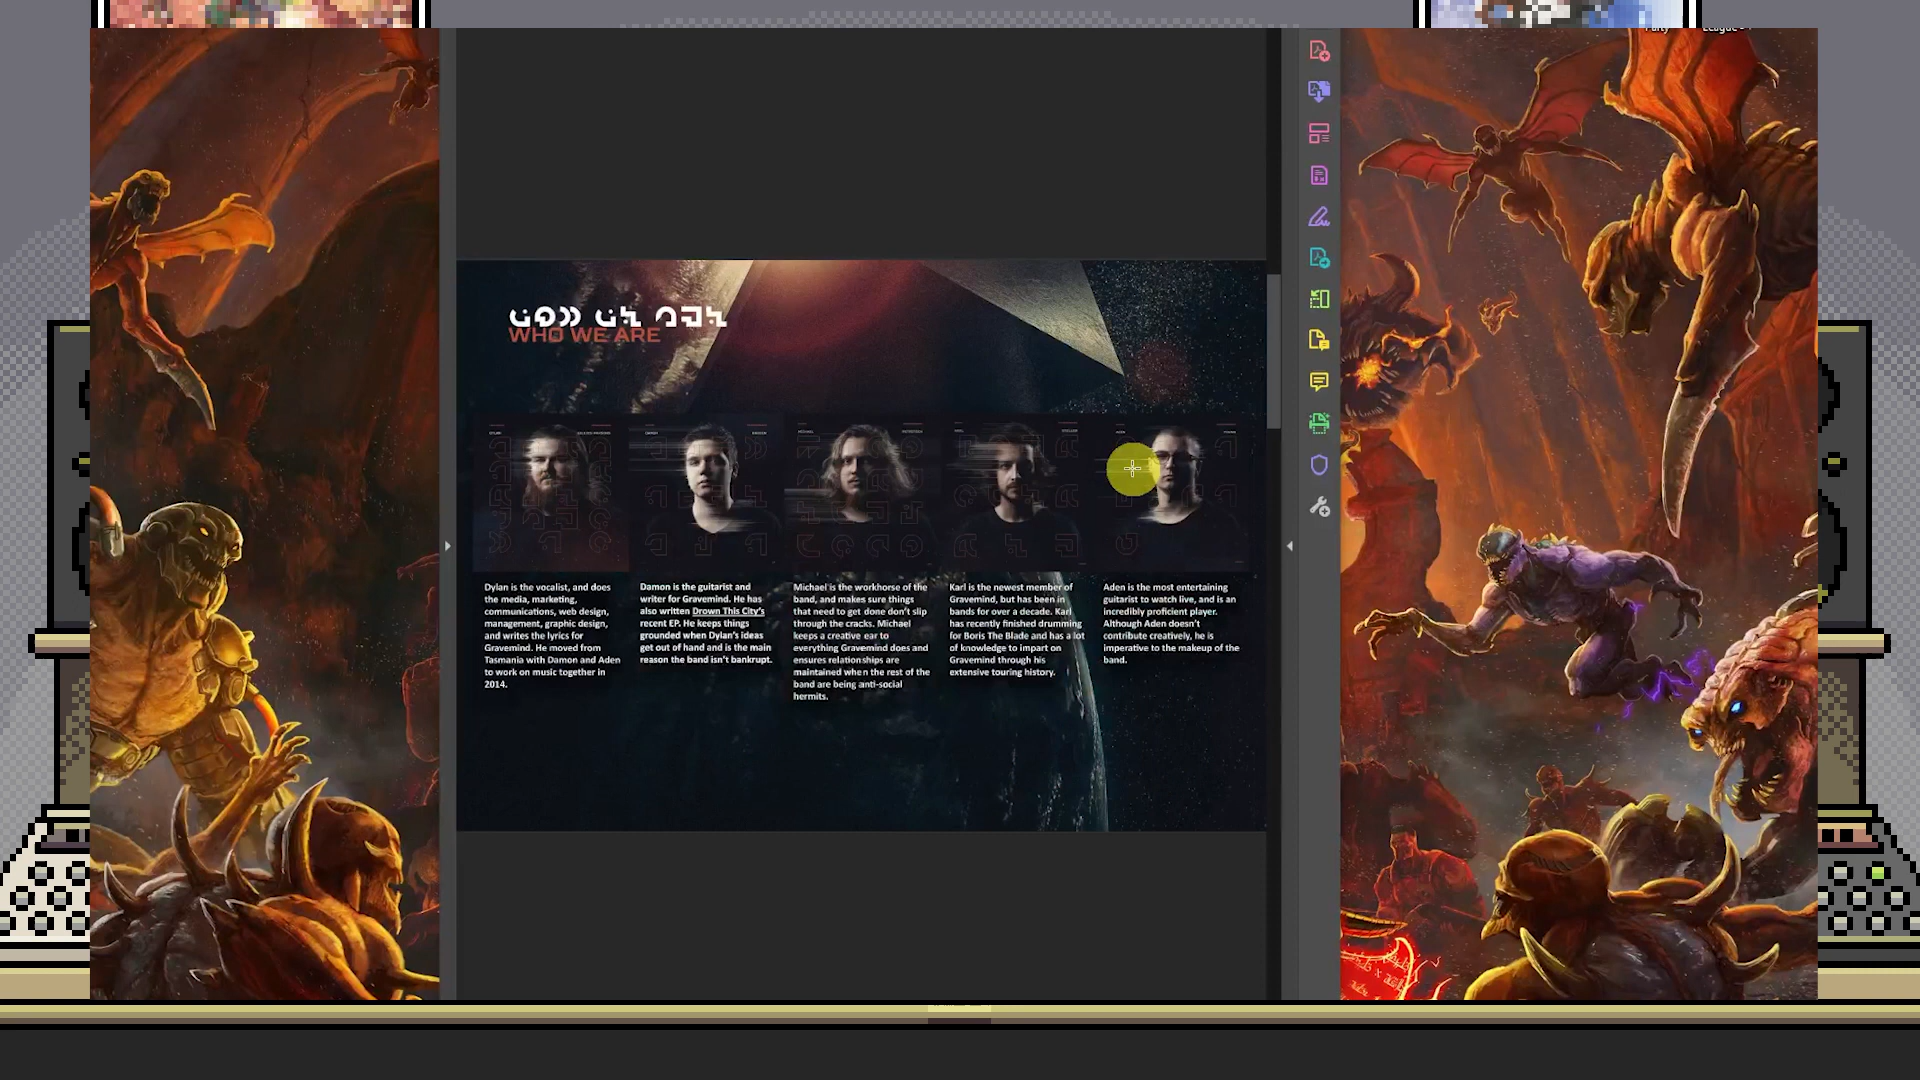 Party League
WHO WE ARE
DYLAN
DAMON
MICHAEL
ADEN
Dylan is the vocalist, and does
the media, marketing,
communications, web design,
management, graphic design,
and writes the lyrics for
Gravemind. He moved from
Tasmania with Damon and Aden
to work on music together in
2014.
Damon is the guitarist and
writer for Gravemind. He has
also written Drown This City's
recent EP. He keeps things
grounded when Dylan's ideas
get out of hand and is the main
reason the band isn't bankrupt.
Michael is the workhorse of the
band, and makes sure things
that need to get done don't slip
through the cracks. Michael
keeps a creative ear to
everything Gravemind does and
ensures relationships are
maintained when the rest of the
band are being anti-social
hermits.
Karl is the newest member of
Gravemind, but has been in
bands for over a decade. Karl
has recently finished drumming
for Boris The Blade and has a lot
of knowledge to impart on
Gravemind through his
extensive touring history.
Aden is the most entertaining
guitarist to watch live, and is an
incredibly proficient player.
Although Aden doesn't
contribute creatively, he is
imperative to the makeup of the
band.